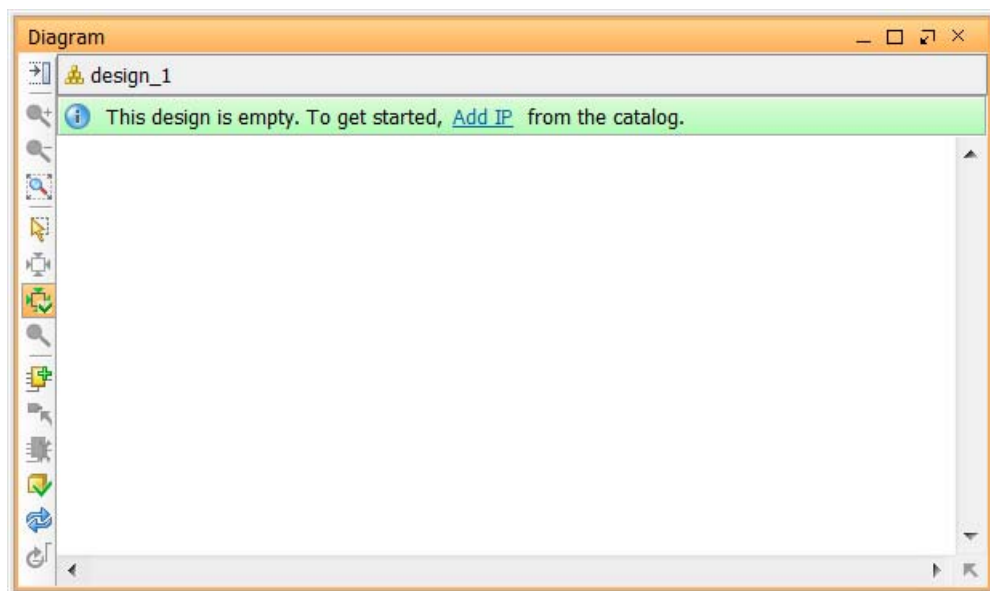 Diagram
design_1
This design is empty. To get started, Add IP from the catalog.